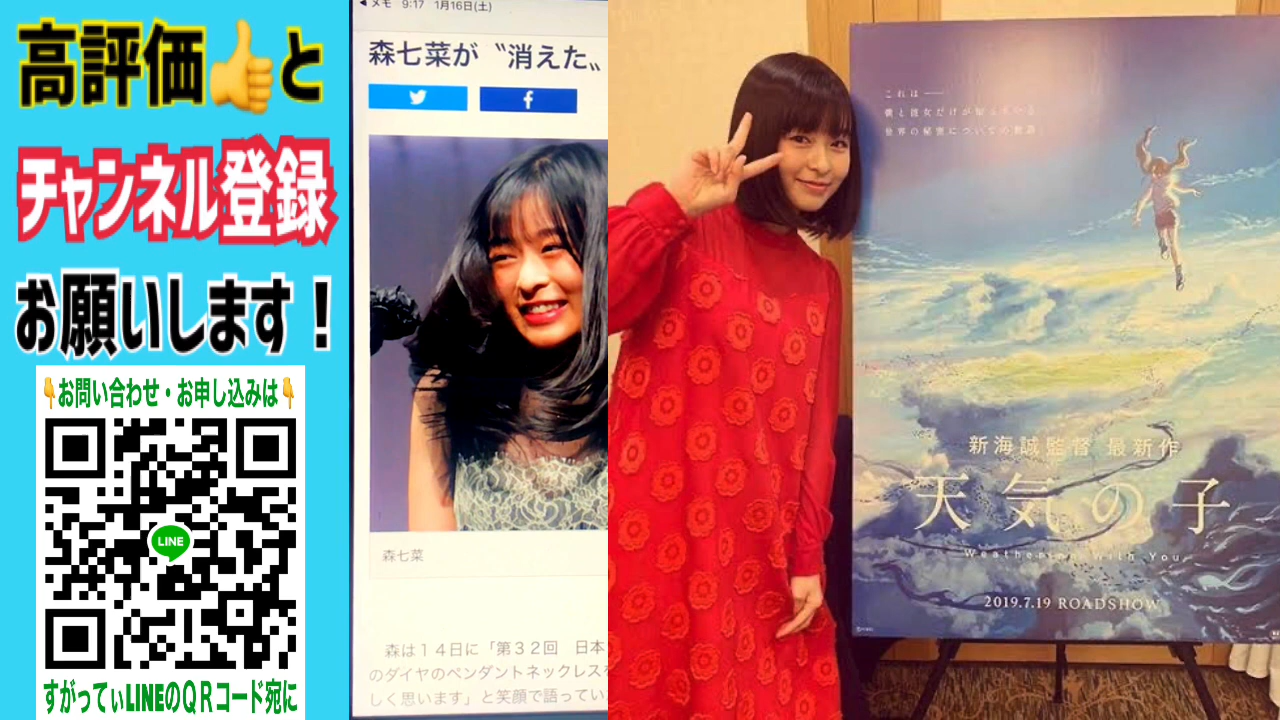 高評価👍と
チャンネル登録
お願いします！
👇お問い合わせ・お申し込みは👇
LINE
すがってぃLINEのQRコード宛に
◀メモ 9:17 1月16日(土)
森七菜が〝消えた〟
森七菜
森は１４日に「第３２回　日本
のダイヤのペンダントネックレスを
しく思います」と笑顔で語ってい
これは――
僕と彼女だけが知っている
世界の秘密についての物語
新海誠監督 最新作
天気の子
Weathering With You
2019.7.19 ROADSHOW